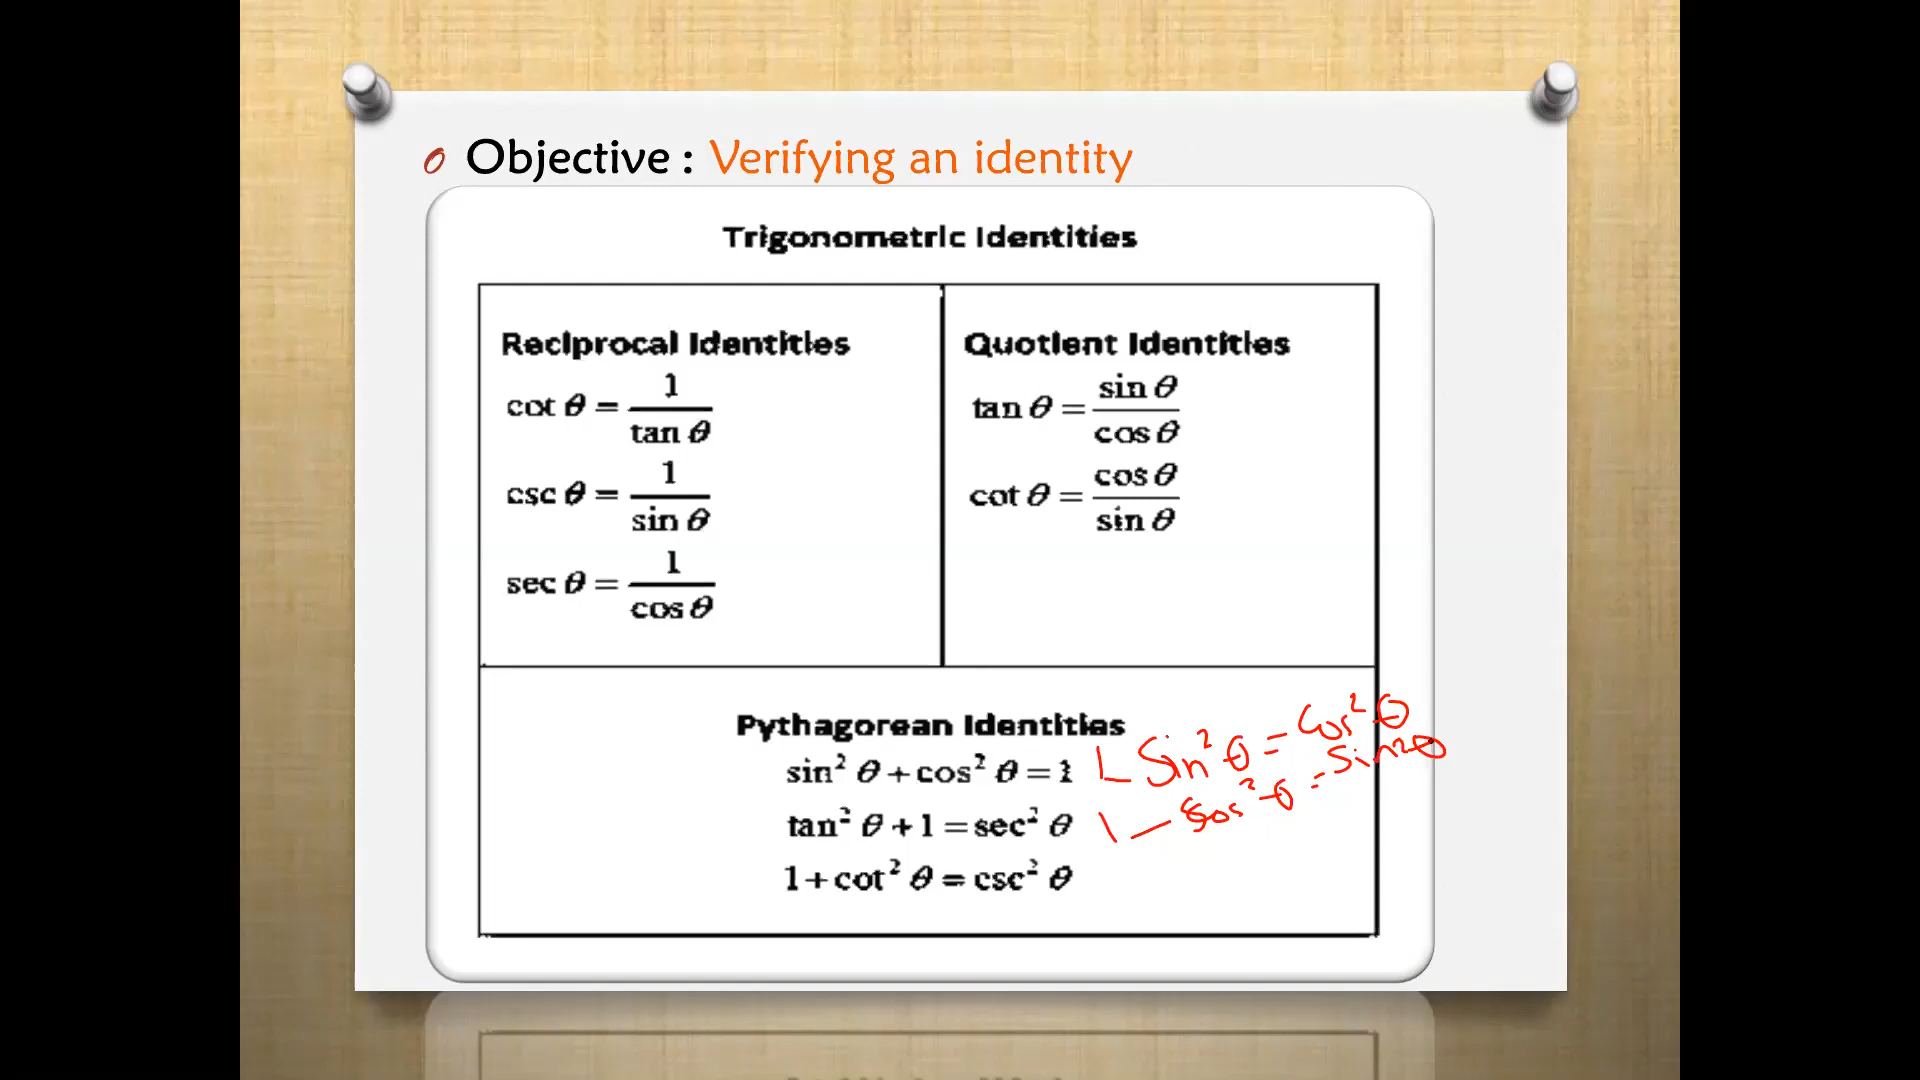 Objective : Verifying an identity
Trigonometric Identities
Reciprocal Identities
cot θ = 1 / tan θ
csc θ = 1 / sin θ
sec θ = 1 / cos θ
Quotient Identities
tan θ = sin θ / cos θ
cot θ = cos θ / sin θ
Pythagorean Identities
sin² θ + cos² θ = 1
tan² θ + 1 = sec² θ
1 + cot² θ = csc² θ
1 - Sin² θ = Cos² θ
1 - Cos² θ = Sin² θ